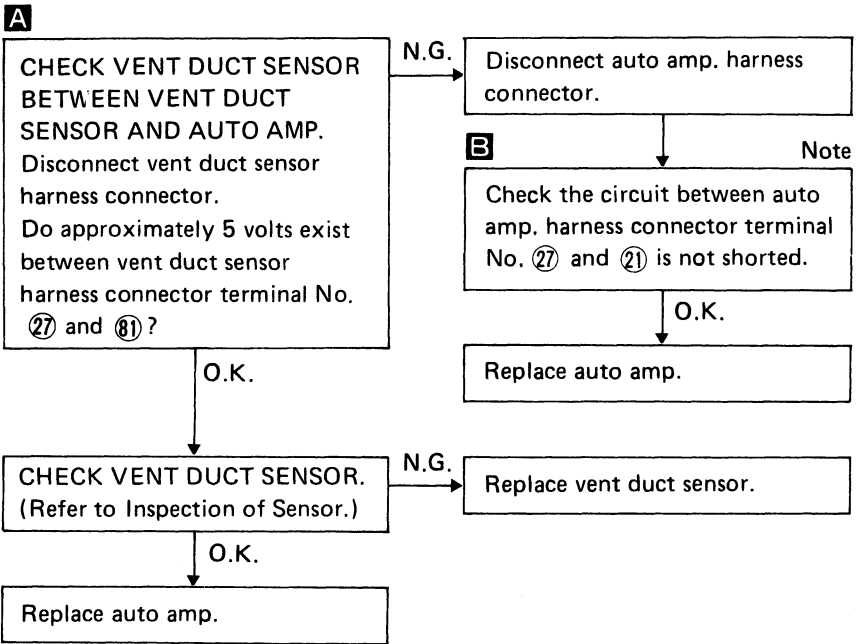 A
CHECK VENT DUCT SENSOR
BETWEEN VENT DUCT
SENSOR AND AUTO AMP.
Disconnect vent duct sensor
harness connector.
Do approximately 5 volts exist
between vent duct sensor
harness connector terminal No.
㉗ and 81 ?
N.G.
Disconnect auto amp. harness
connector.
B
Note
Check the circuit between auto
amp. harness connector terminal
No. ㉗ and ㉑ is not shorted.
O.K.
Replace auto amp.
O.K.
CHECK VENT DUCT SENSOR.
(Refer to Inspection of Sensor.)
N.G.
Replace vent duct sensor.
O.K.
Replace auto amp.